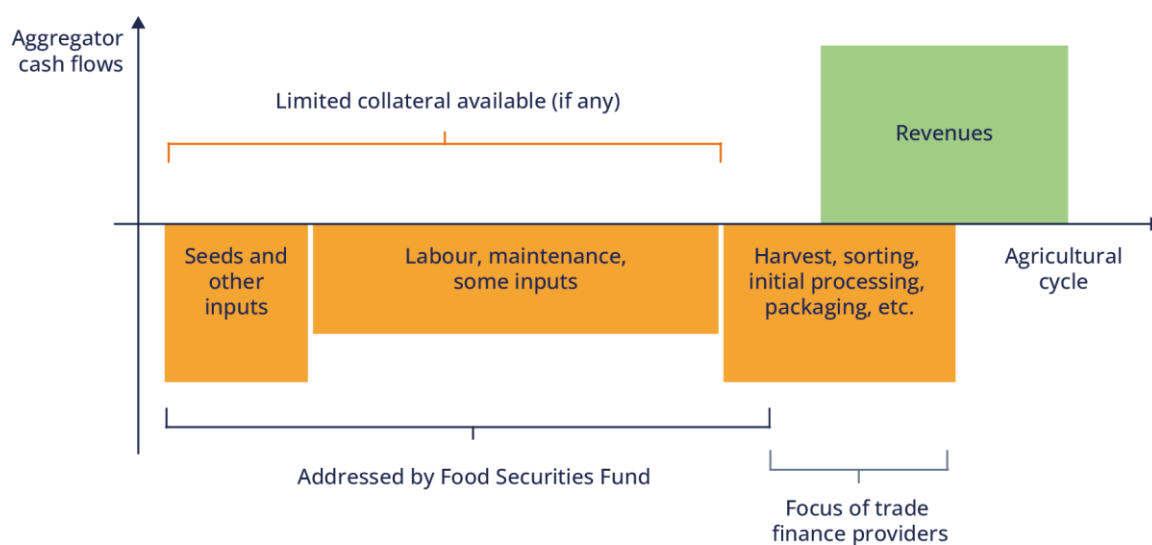 Aggregator
cash flows
Limited collateral available (if any)
Revenues
Seeds and
other
inputs
Labour, maintenance,
some inputs
Harvest, sorting,
initial processing,
packaging, etc.
Agricultural
cycle
Addressed by Food Securities Fund
Focus of trade
finance providers